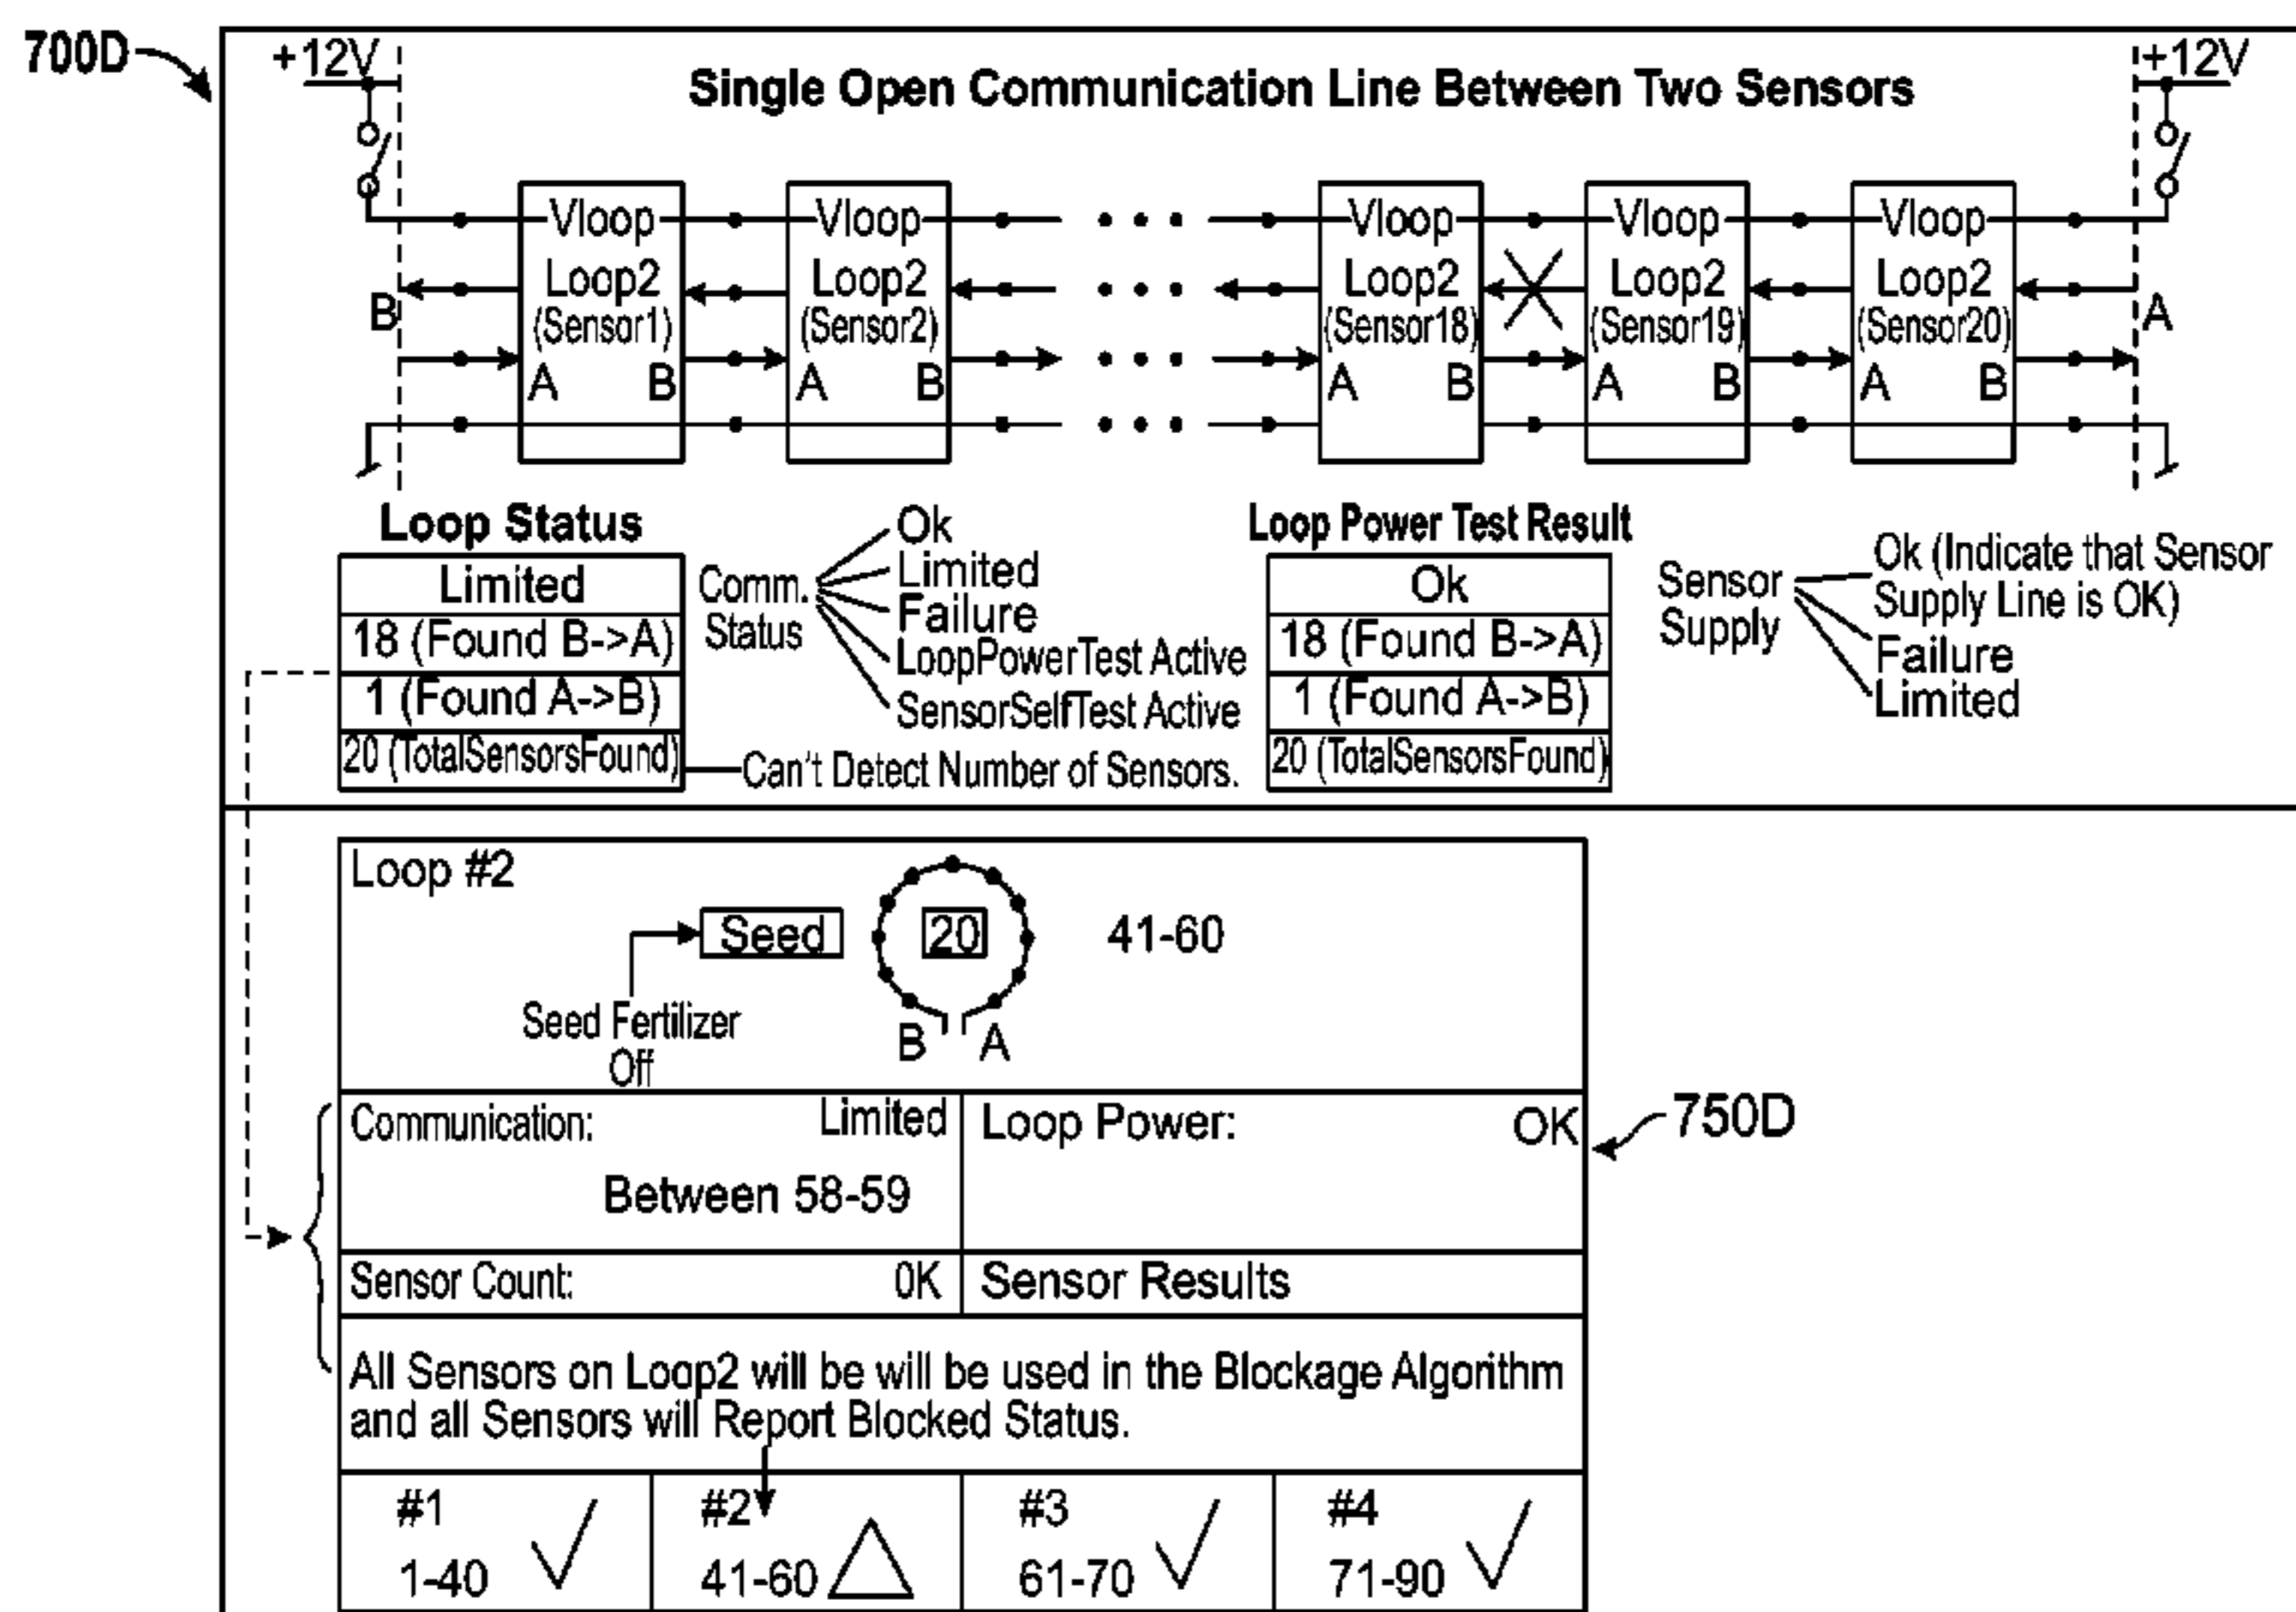 700D
+12V
Single Open Communication Line Between Two Sensors
+12V
Vloop
Vloop
Vloop
Vloop
Vloop
Loop2
Loop2
Loop2
Loop2
Loop2
(Sensor1)
(Sensor2)
(Sensor18)
(Sensor19)
(Sensor20)
B
A
A B
A B
A B
A B
A B
Loop Status
Limited
18 (Found B->A)
1 (Found A->B)
20 (TotalSensorsFound)
Comm.
Status
Ok
Limited
Failure
LoopPowerTest Active
SensorSelfTest Active
Can't Detect Number of Sensors.
Loop Power Test Result
Ok
18 (Found B->A)
1 (Found A->B)
20 (TotalSensorsFound)
Sensor
Supply
Ok (Indicate that Sensor
Supply Line is OK)
Failure
Limited
Loop #2
Seed
20
41-60
Seed Fertilizer
Off
B A
Communication: Limited
Between 58-59
Loop Power: OK
750D
Sensor Count: 0K
Sensor Results
All Sensors on Loop2 will be will be used in the Blockage Algorithm
and all Sensors will Report Blocked Status.
#1
1-40
#2
41-60
#3
61-70
#4
71-90